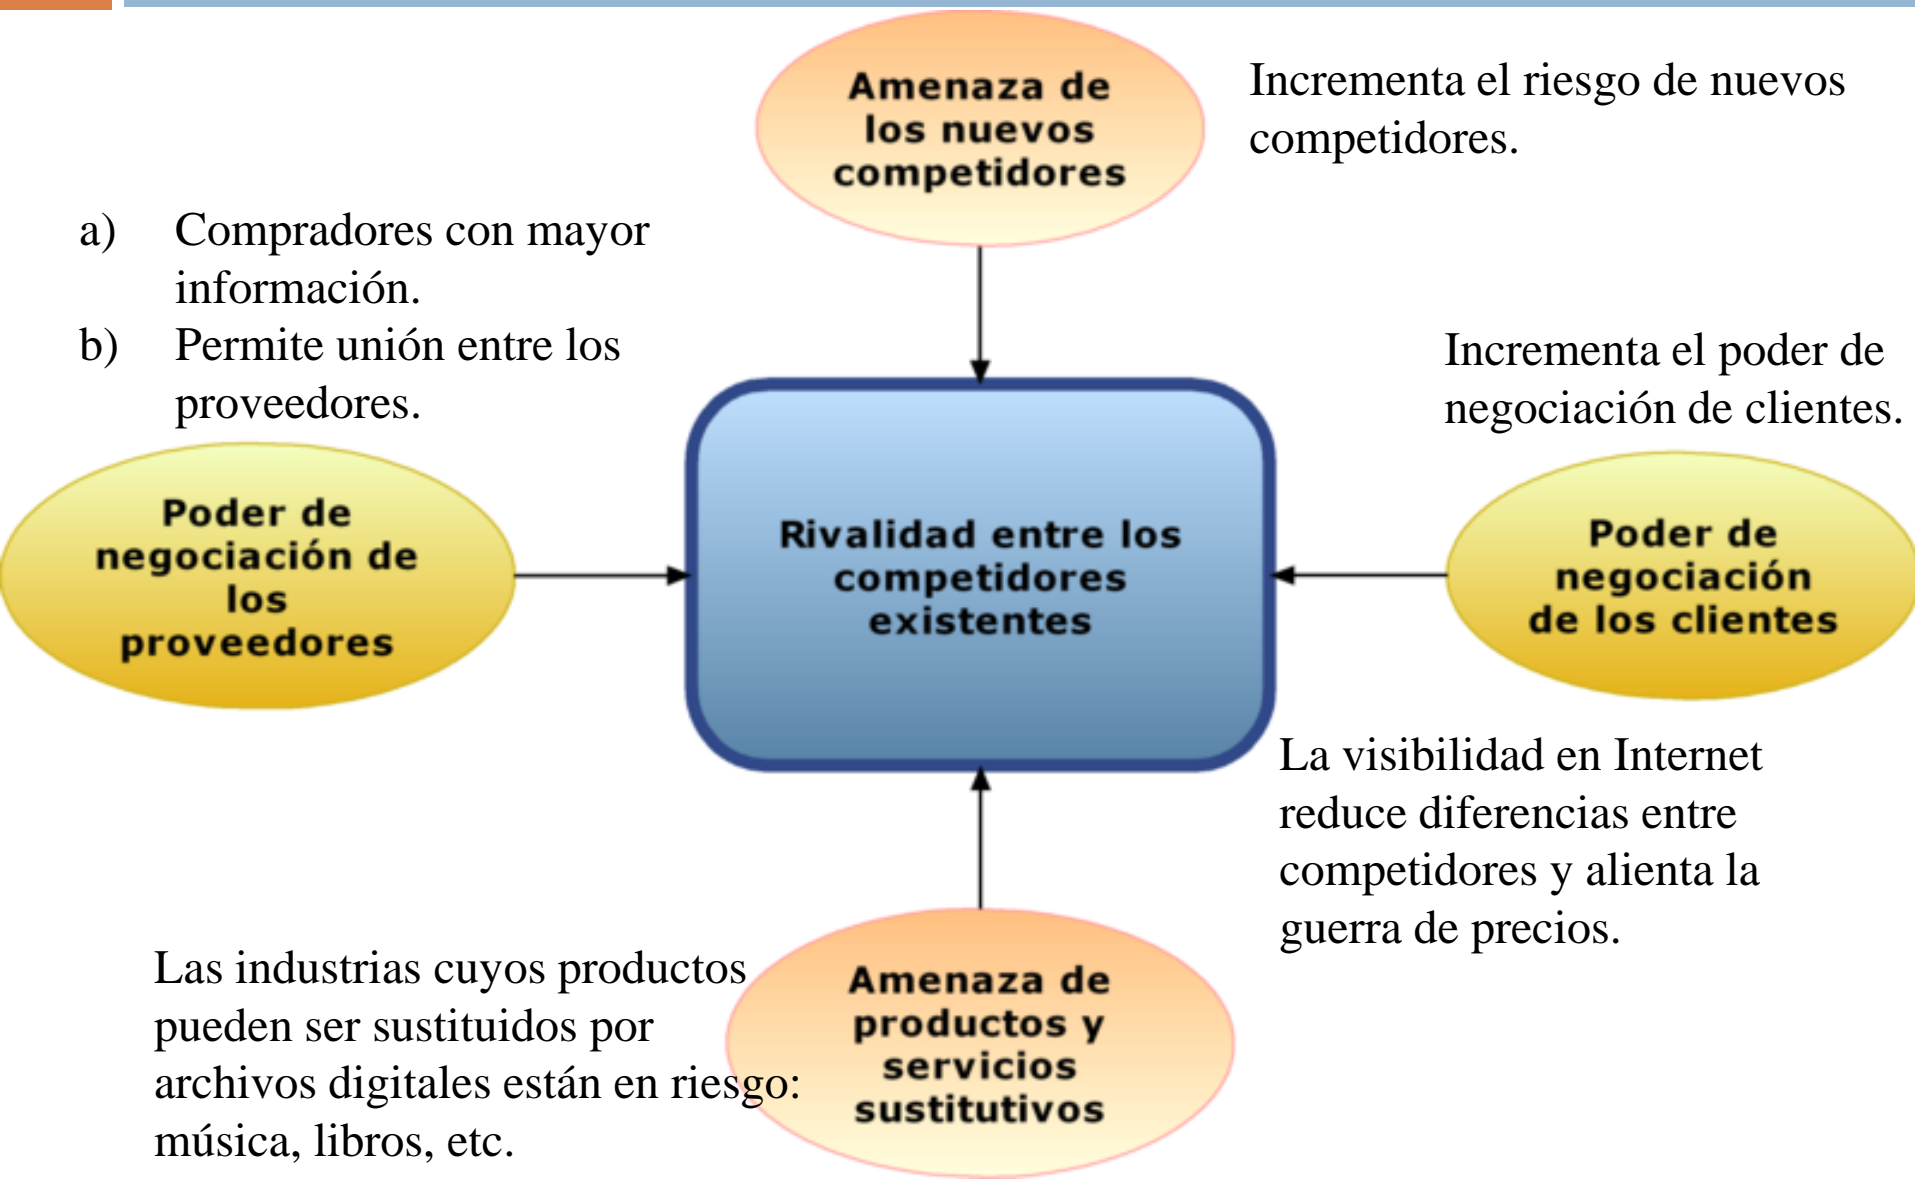 Amenaza de
los nuevos
competidores
Incrementa el riesgo de nuevos
competidores.
a) Compradores con mayor
información.
b) Permite unión entre los
proveedores.
Incrementa el poder de
negociación de clientes.
Poder de
negociación de
los
proveedores
Rivalidad entre los
competidores
existentes
Poder de
negociación
de los clientes
La visibilidad en Internet
reduce diferencias entre
competidores y alienta la
guerra de precios.
Las industrias cuyos productos
pueden ser sustituidos por
archivos digitales están en riesgo:
música, libros, etc.
Amenaza de
productos y
servicios
sustitutivos